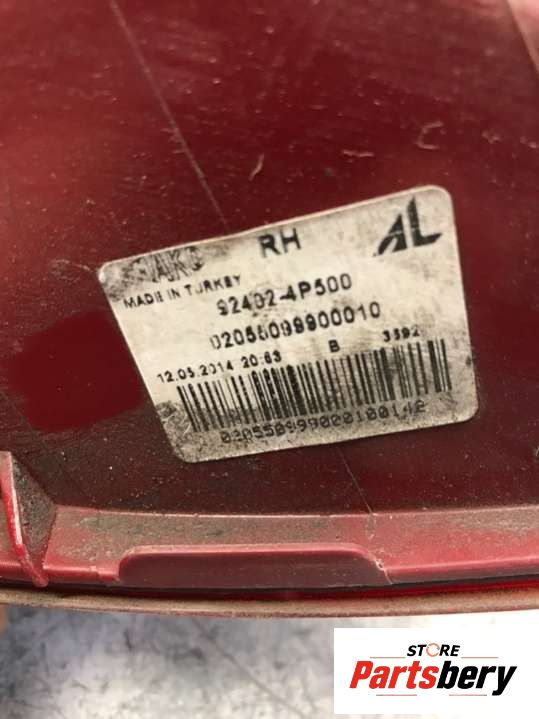 RH
AL
MADE IN TURKEY
92402-4P500
02055099900010
12.05.2014 20:53 B 3592
020550999000100142
STORE
Partsbery